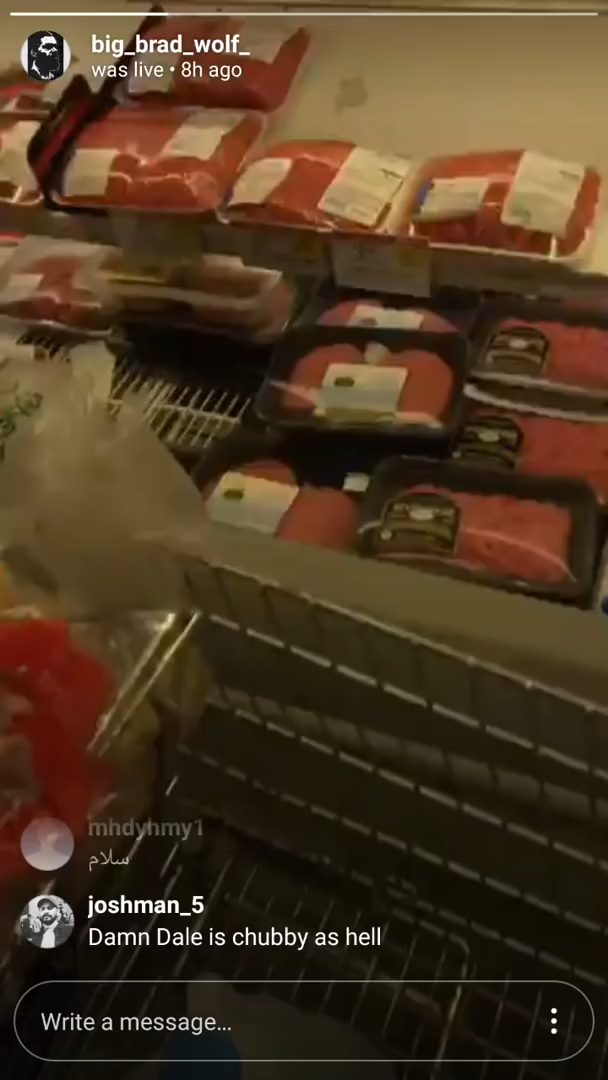 big_brad_wolf_
was live • 8h ago
mhdyhmy1
سلام
joshman_5
Damn Dale is chubby as hell
Write a message...